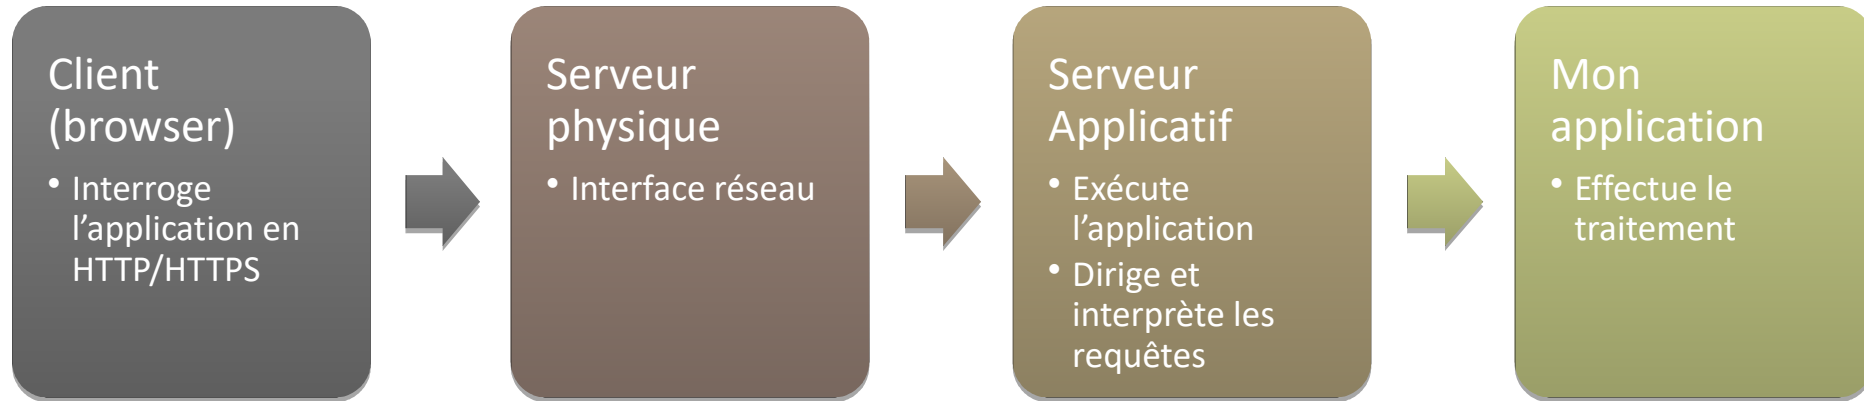 Client
(browser)
• Interroge
l’application en
HTTP/HTTPS
Serveur
physique
• Interface réseau
Serveur
Applicatif
• Exécute
l’application
• Dirige et
interprète les
requêtes
Mon
application
• Effectue le
traitement